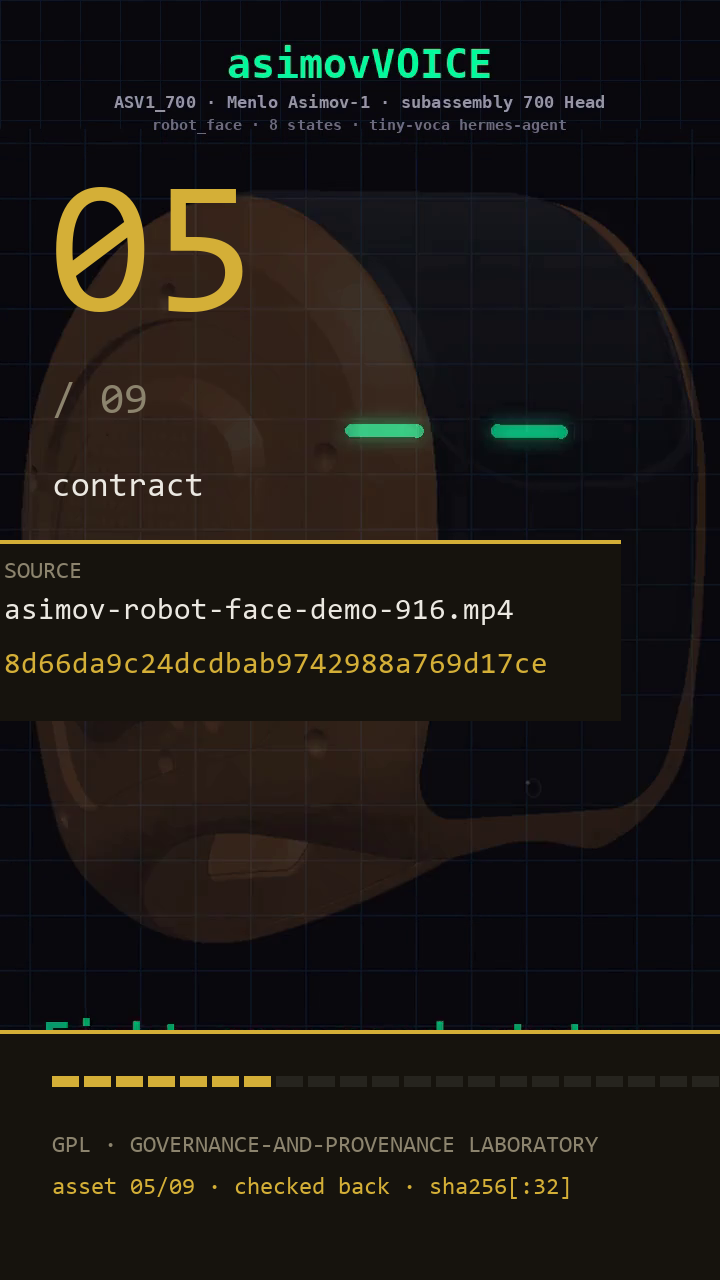 asimovVOICE
ASV1_700 · Menlo Asimov-1 · subassembly 700 Head
robot_face · 8 states · tiny-voca hermes-agent
05
/ 09
contract
SOURCE
asimov-robot-face-demo-916.mp4
8d66da9c24dcdbab9742988a769d17ce
GPL · GOVERNANCE-AND-PROVENANCE LABORATORY
asset 05/09 · checked back · sha256[:32]